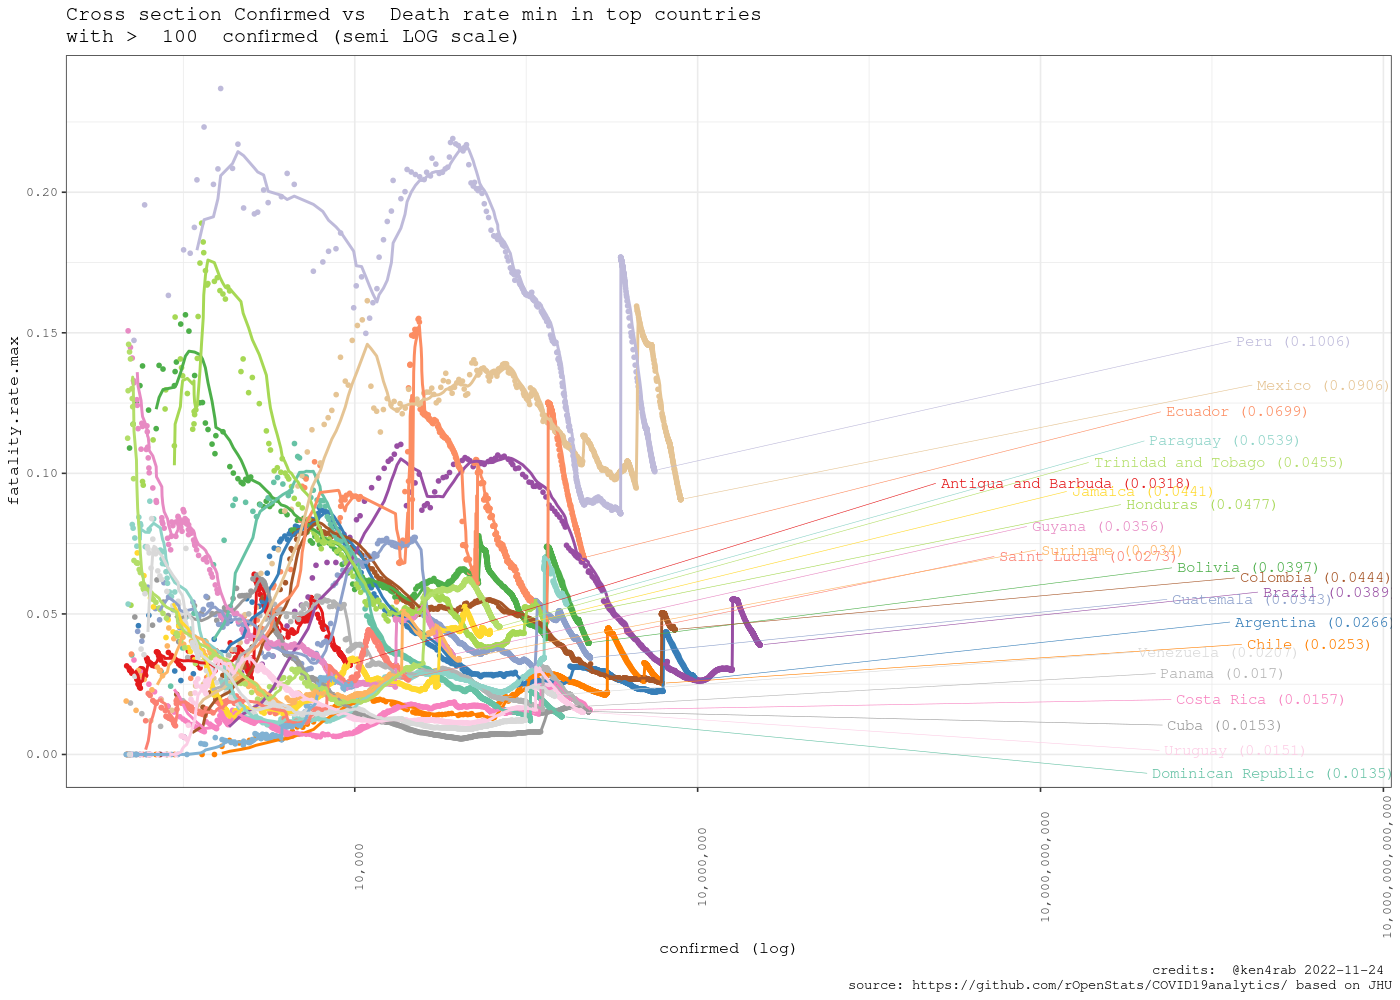 Cross section Confirmed vs  Death rate min in top countries
with >  100  confirmed (semi LOG scale)
fatality.rate.max
0.20
0.15
0.10
0.05
0.00
Peru (0.1006)
Mexico (0.0906)
Ecuador (0.0699)
Paraguay (0.0539)
Trinidad and Tobago (0.0455)
Antigua and Barbuda (0.0318)
Jamaica (0.0441)
Honduras (0.0477)
Guyana (0.0356)
Suriname (0.034)
Saint Lucia (0.0273)
Bolivia (0.0397)
Colombia (0.0444)
Brazil (0.0389
Guatemala (0.0343)
Argentina (0.0266)
Chile (0.0253)
Venezuela (0.0207)
Panama (0.017)
Costa Rica (0.0157)
Cuba (0.0153)
Uruguay (0.0151)
Dominican Republic (0.0135)
10,000
10,000,000
10,000,000,000
10,000,000,000,000
confirmed (log)
credits:  @ken4rab 2022-11-24
source: https://github.com/rOpenStats/COVID19analytics/ based on JHU